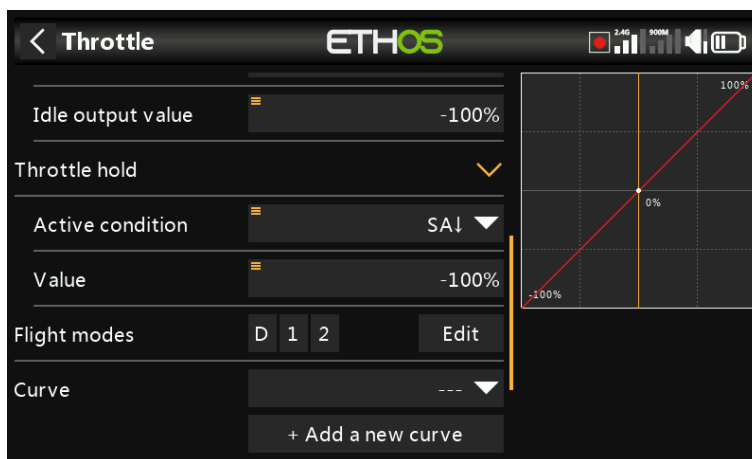 Throttle
ETHOS
2.4G
900M
Idle output value
-100%
Throttle hold
Active condition
SA↓
Value
-100%
Flight modes
D 1 2
Edit
Curve
---
+ Add a new curve
100%
0%
-100%